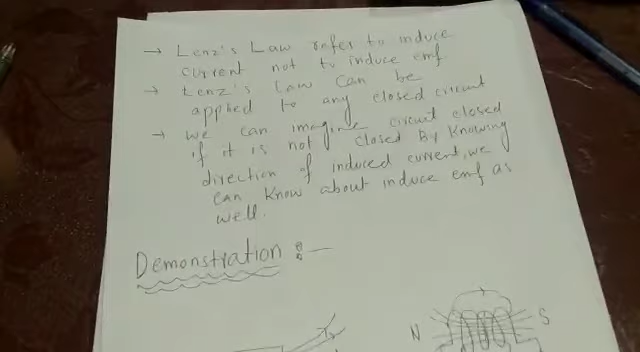 → Lenz's Law refer to induce
current not to induce emf
→ Lenz's Law can be
applied to any closed circuit
→ We can imagine circuit closed
if it is not closed By knowing
direction of induced current, we
can know about induce emf as
well.
Demonstration :-
N S